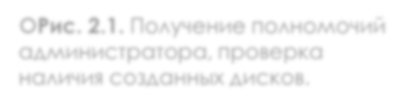 ОРис. 2.1. Получение полномочий
администратора, проверка
наличия созданных дисков.